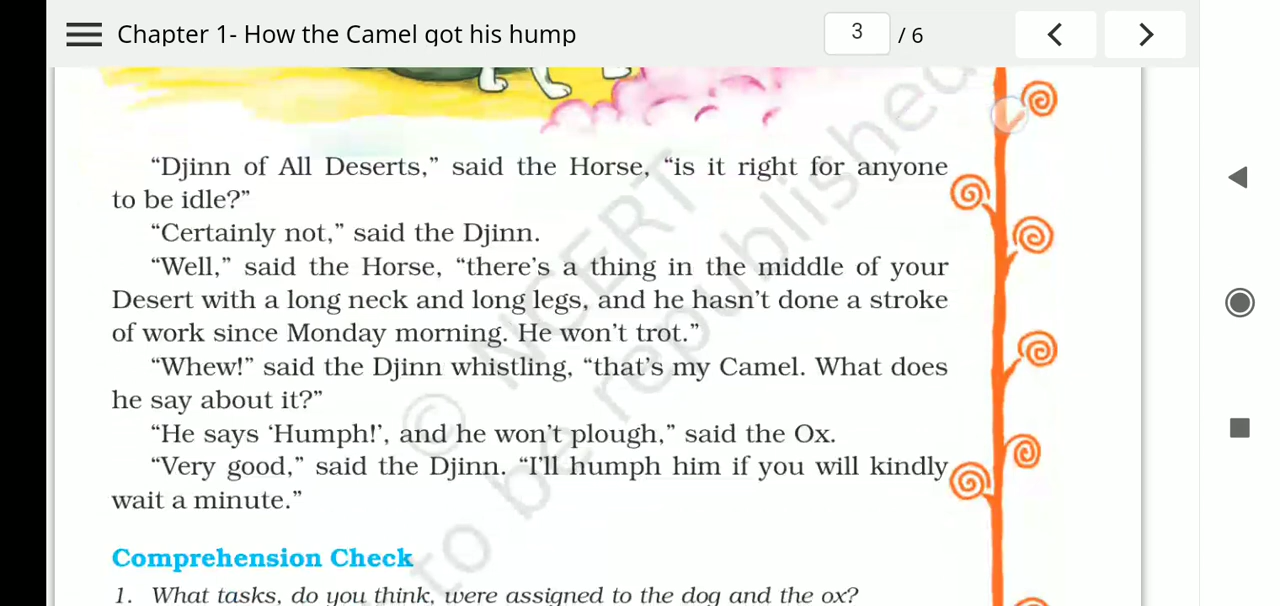 Chapter 1- How the Camel got his hump
3 / 6
“Djinn of All Deserts,” said the Horse, “is it right for anyone
to be idle?”
“Certainly not,” said the Djinn.
“Well,” said the Horse, “there’s a thing in the middle of your
Desert with a long neck and long legs, and he hasn’t done a stroke
of work since Monday morning. He won’t trot.”
“Whew!” said the Djinn whistling, “that’s my Camel. What does
he say about it?”
“He says ‘Humph!’, and he won’t plough,” said the Ox.
“Very good,” said the Djinn. “I’ll humph him if you will kindly
wait a minute.”
Comprehension Check
1. What tasks, do you think, were assigned to the dog and the ox?
© NCERT
to be republished